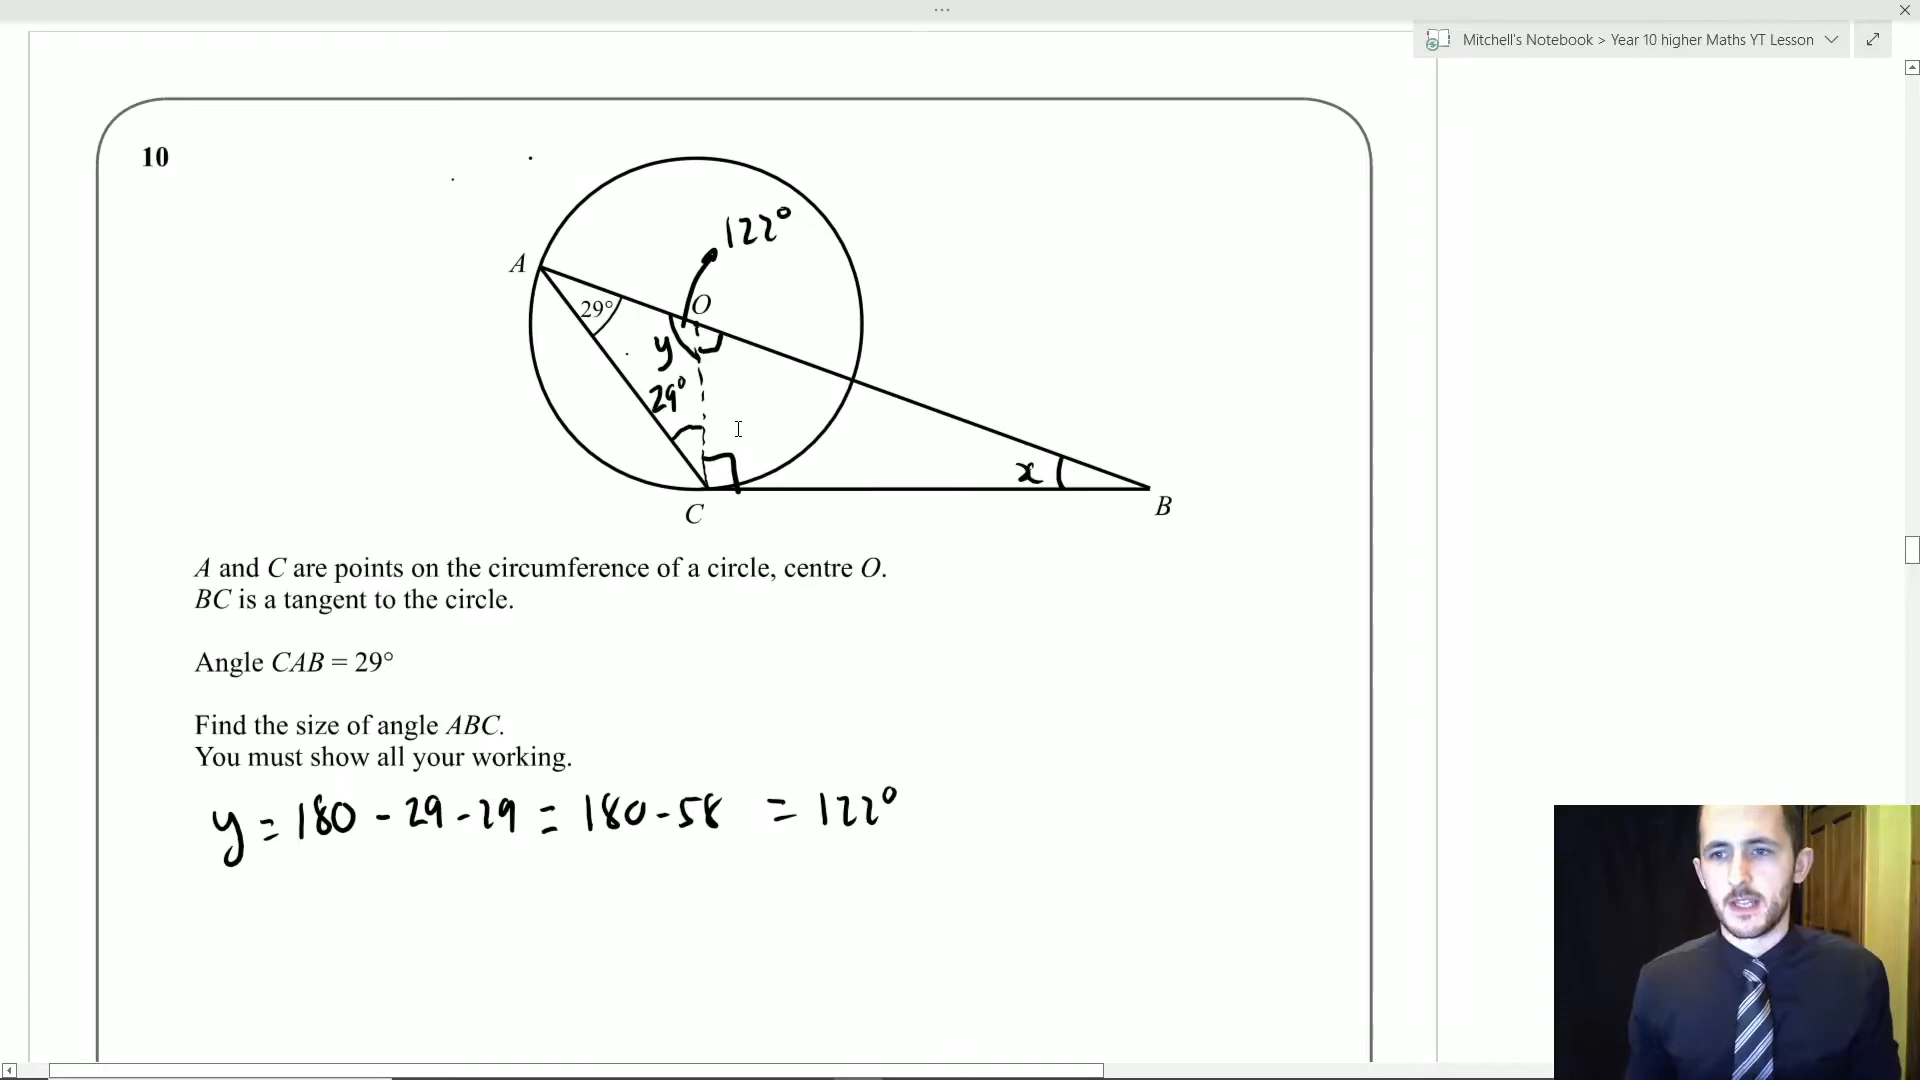 ...
Mitchell's Notebook > Year 10 higher Maths YT Lesson
10
122°
A
29°
O
y
29°
x
B
C
A and C are points on the circumference of a circle, centre O.
BC is a tangent to the circle.
Angle CAB = 29°
Find the size of angle ABC.
You must show all your working.
y = 180 - 29 - 29 = 180 - 58 = 122°